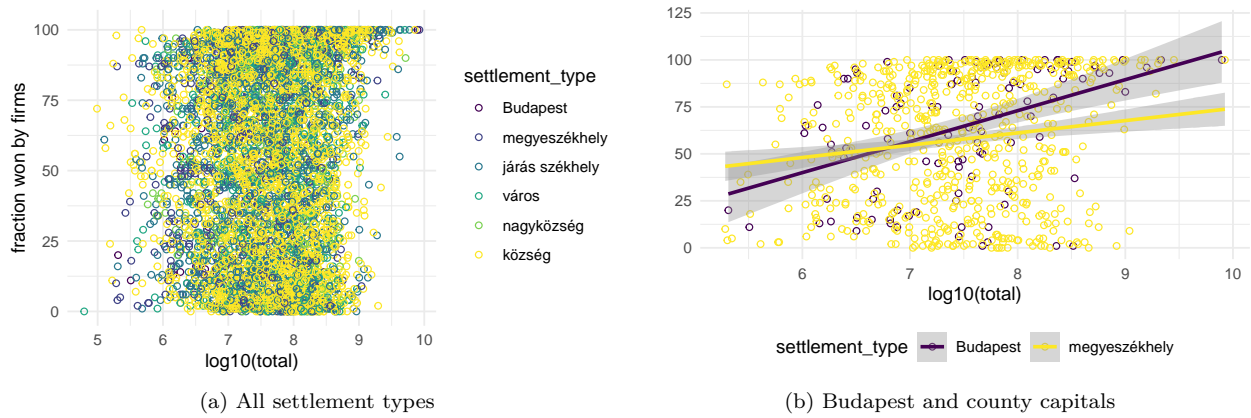 100
75
50
25
0
fraction won by firms
5 6 7 8 9 10
log10(total)
settlement_type
Budapest
megyeszékhely
járás székhely
város
nagyközség
község
(a) All settlement types
125
100
75
50
25
0
6 7 8 9 10
log10(total)
settlement_type Budapest megyeszékhely
(b) Budapest and county capitals